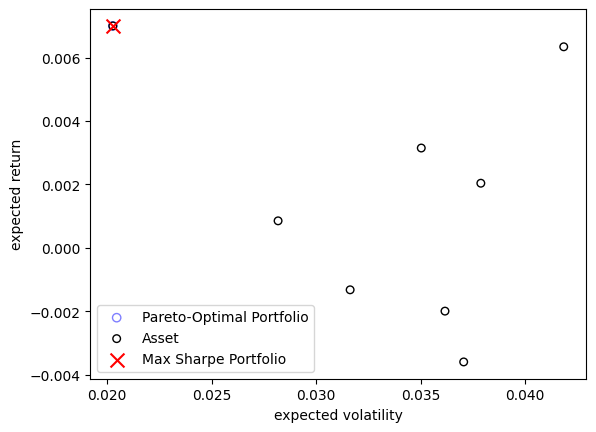 expected return
0.006
0.004
0.002
0.000
−0.002
−0.004
Pareto-Optimal Portfolio
Asset
Max Sharpe Portfolio
0.020
0.025
0.030
0.035
0.040
expected volatility